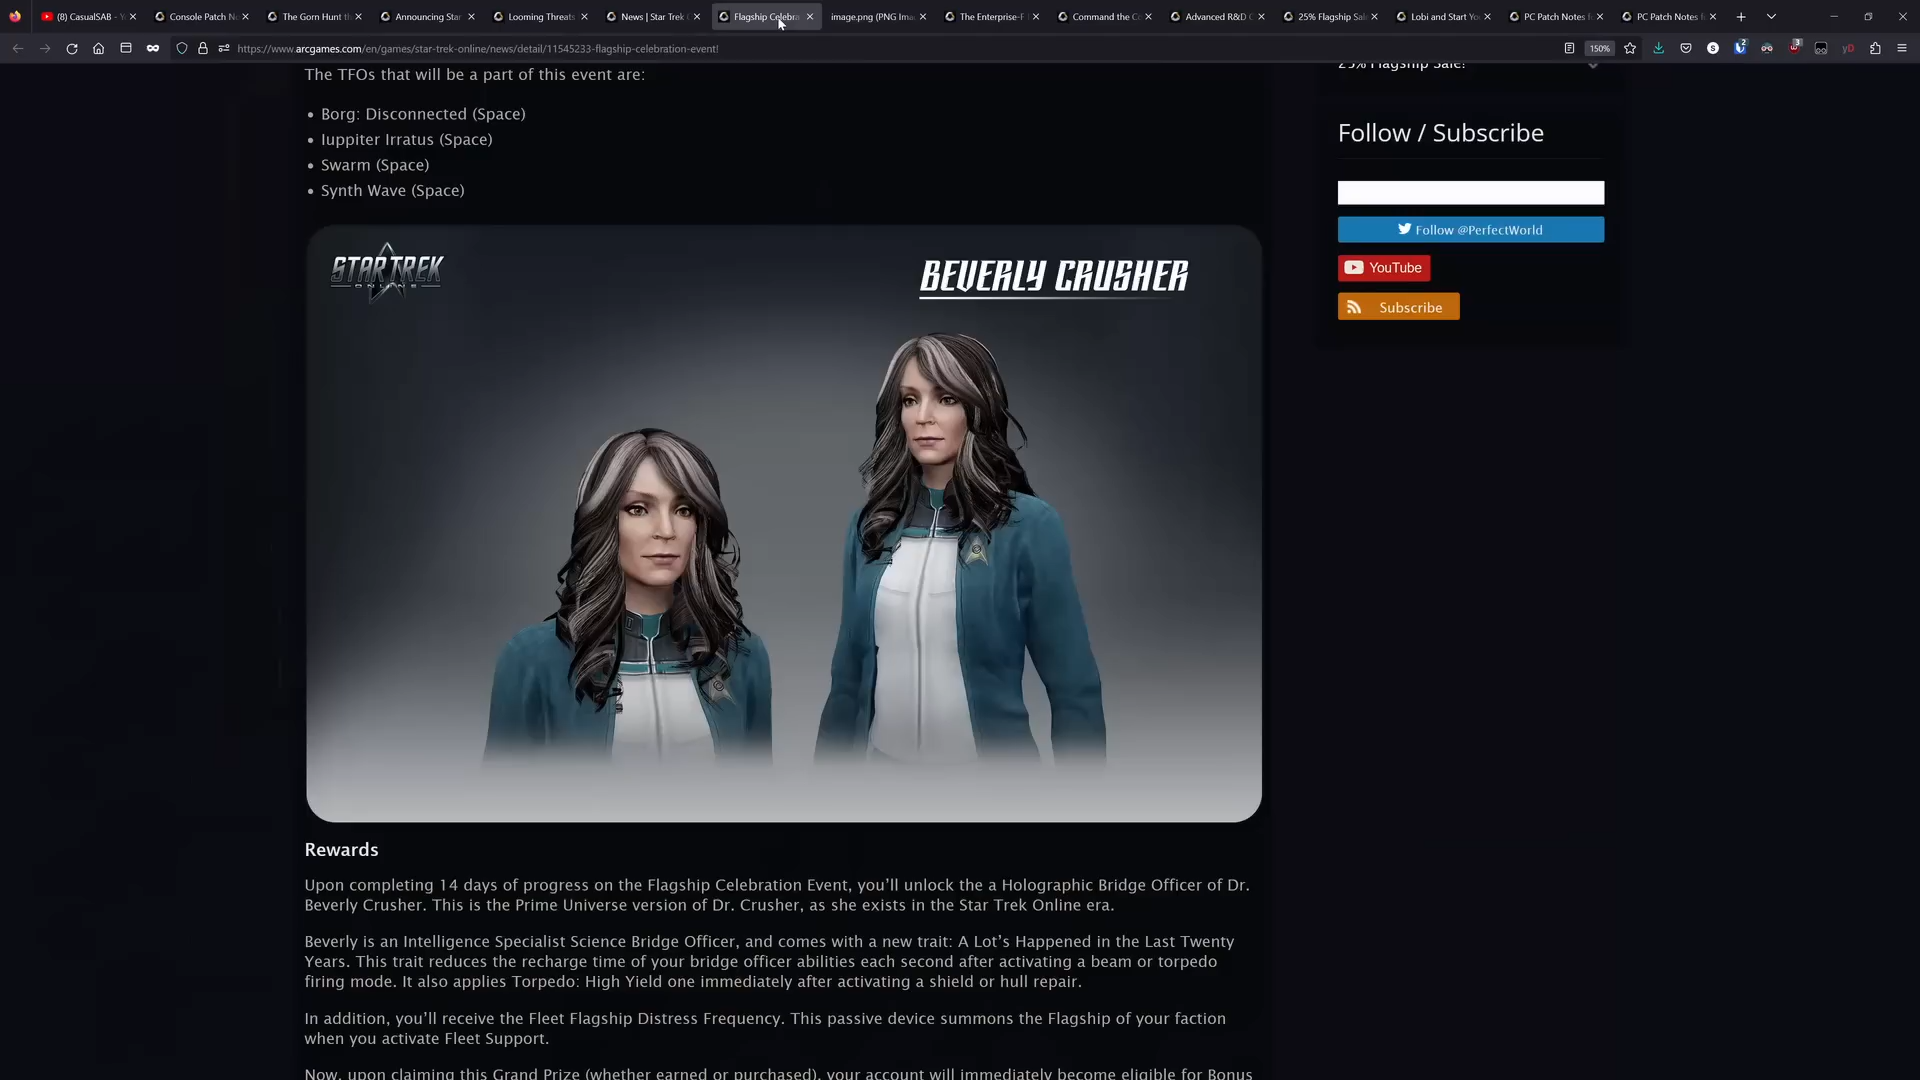 (8) CasualSAB - Y
Console Patch N
The Gorn Hunt th
Announcing Star
Looming Threats
News | Star Trek
Flagship Celebra
image.png (PNG Ima
The Enterprise-F
Command the C
Advanced R&D
25% Flagship Sal
Lobi and Start Yo
PC Patch Notes f
PC Patch Notes f
https://www.arcgames.com/en/games/star-trek-online/news/detail/11545233-flagship-celebration-event!
150%
2
3
yD
The TFOs that will be a part of this event are:
• Borg: Disconnected (Space)
• Iuppiter Irratus (Space)
• Swarm (Space)
• Synth Wave (Space)
STAR TREK
ONLINE
BEVERLY CRUSHER
Rewards
Upon completing 14 days of progress on the Flagship Celebration Event, you'll unlock the a Holographic Bridge Officer of Dr.
Beverly Crusher. This is the Prime Universe version of Dr. Crusher, as she exists in the Star Trek Online era.
Beverly is an Intelligence Specialist Science Bridge Officer, and comes with a new trait: A Lot's Happened in the Last Twenty
Years. This trait reduces the recharge time of your bridge officer abilities each second after activating a beam or torpedo
firing mode. It also applies Torpedo: High Yield one immediately after activating a shield or hull repair.
In addition, you'll receive the Fleet Flagship Distress Frequency. This passive device summons the Flagship of your faction
when you activate Fleet Support.
Now, upon claiming this Grand Prize (whether earned or purchased), your account will immediately become eligible for Bonus
25% Flagship Sale!
Follow / Subscribe
Follow @PerfectWorld
YouTube
Subscribe